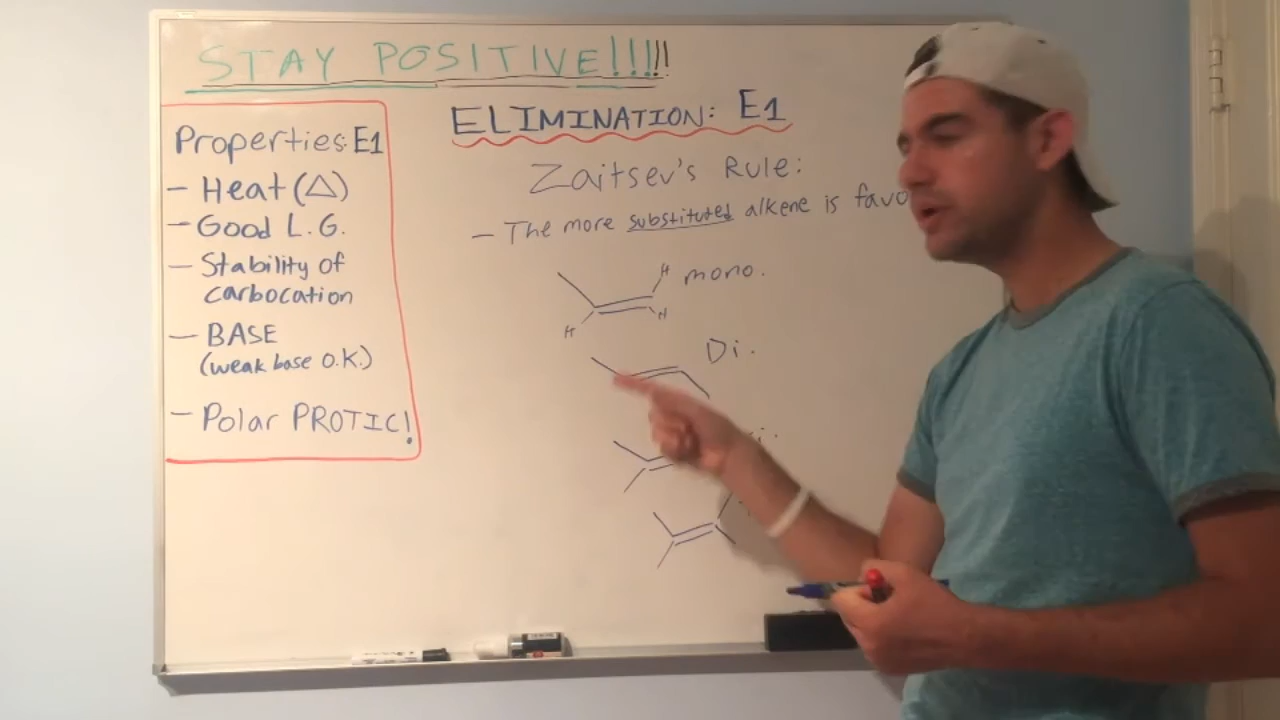 STAY POSITIVE!!!!!!
Properties: E1
- Heat (△)
- Good L.G.
- Stability of
carbocation
- BASE
(weak base O.K.)
- Polar PROTIC!
ELIMINATION: E1
Zaitsev's Rule:
- The more substituted alkene is
H
mono.
H
H
Di.